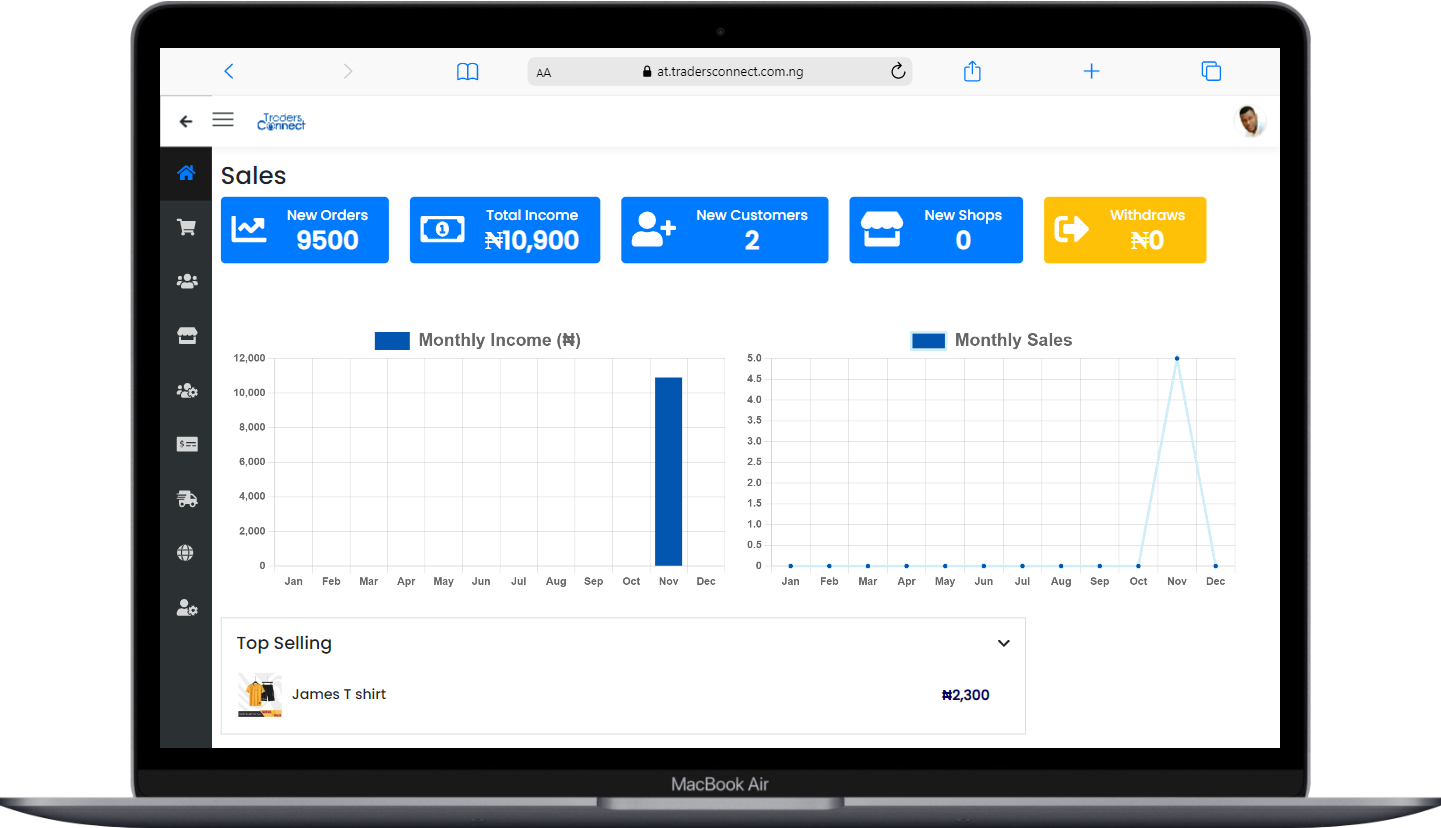 AA
at.tradersconnect.com.ng
Traders
Connect
Sales
New Orders
9500
Total Income
₦10,900
New Customers
2
New Shops
0
Withdraws
₦0
Monthly Income (₦)
12,000
10,000
8,000
6,000
4,000
2,000
0
Jan Feb Mar Apr May Jun Jul Aug Sep Oct Nov Dec
Monthly Sales
5.0
4.5
4.0
3.5
3.0
2.5
2.0
1.5
1.0
0.5
0
Jan Feb Mar Apr May Jun Jul Aug Sep Oct Nov Dec
Top Selling
James T shirt
₦2,300
MacBook Air